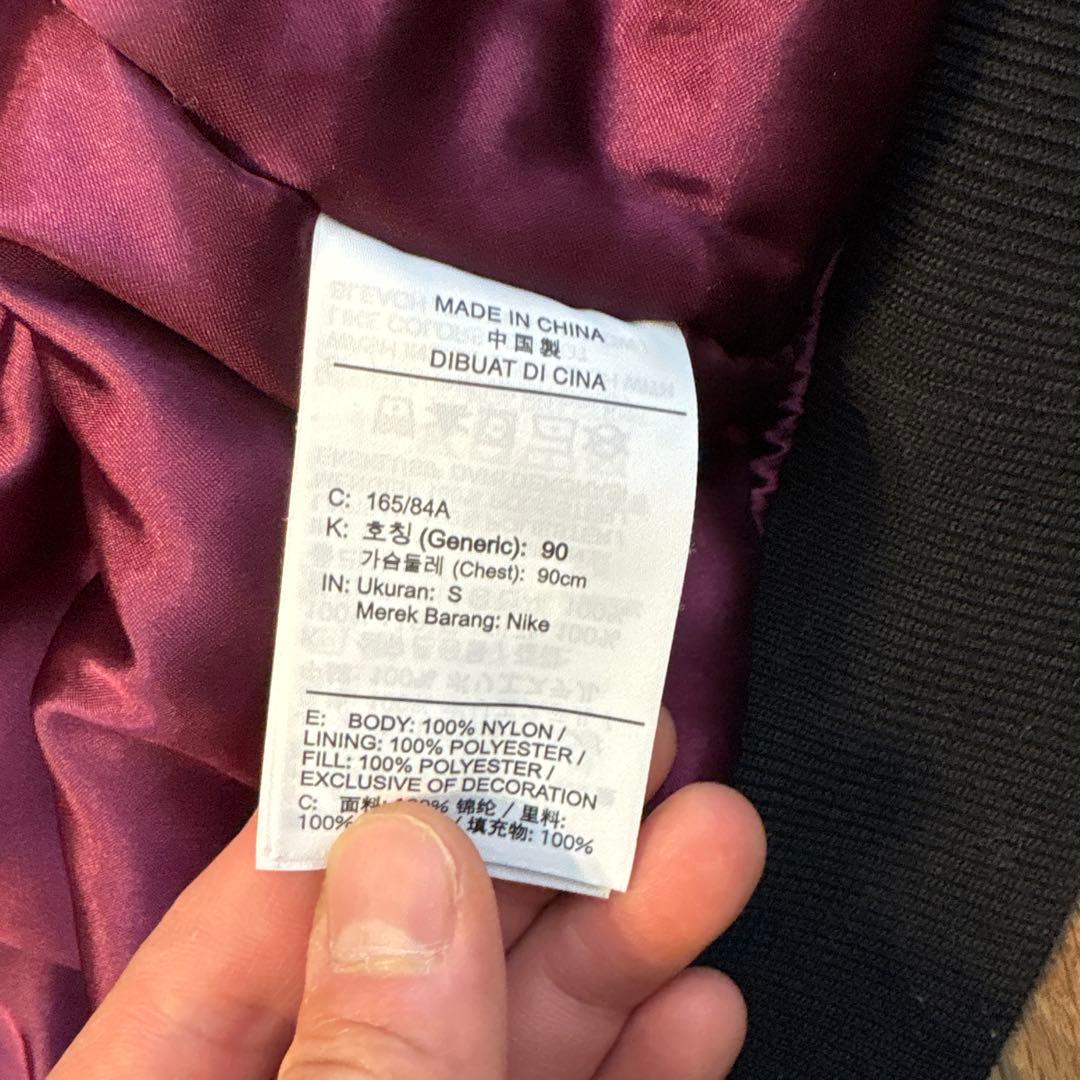 MADE IN CHINA
中国製
DIBUAT DI CINA
C: 165/84A
K: 호칭 (Generic): 90
가슴둘레 (Chest): 90cm
IN: Ukuran: S
Merek Barang: Nike
E: BODY: 100% NYLON /
LINING: 100% POLYESTER /
FILL: 100% POLYESTER /
EXCLUSIVE OF DECORATION
C: 面料: 100% 锦纶 / 里料:
100% / 填充物: 100%